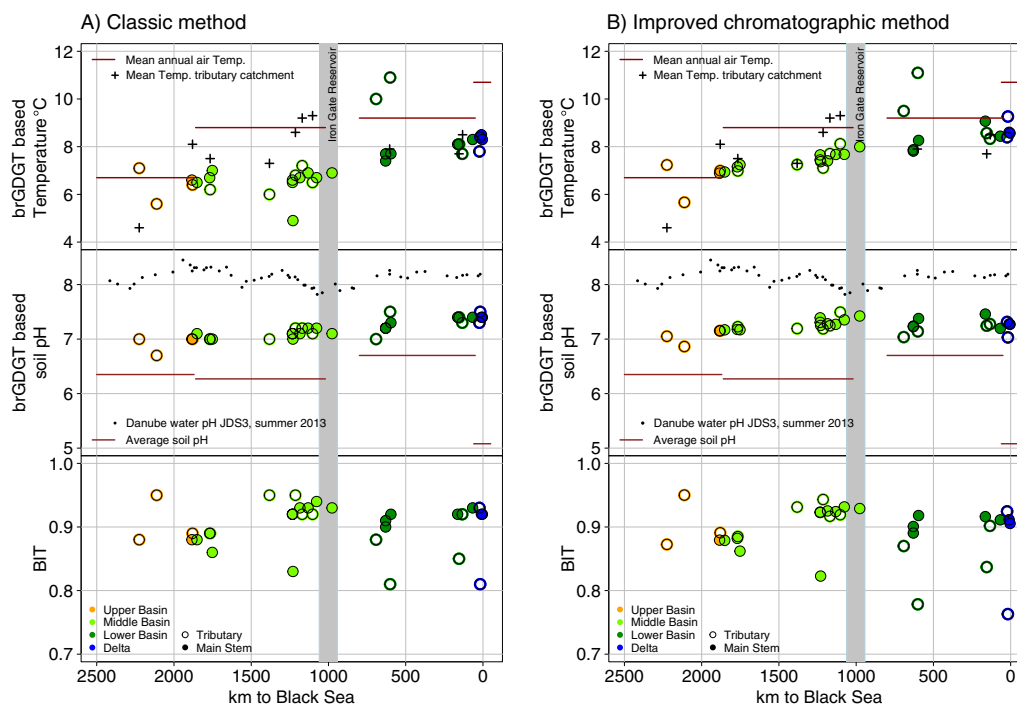 A) Classic method
12
10
8
6
4
brGDGT based
Temperature °C
Mean annual air Temp.
Mean Temp. tributary catchment
Iron Gate Reservoir
8
7
6
5
brGDGT based
soil pH
Danube water pH JDS3, summer 2013
Average soil pH
1.0
0.9
0.8
0.7
BIT
Upper Basin
Middle Basin
Lower Basin
Delta
Tributary
Main Stem
2500 2000 1500 1000 500 0
km to Black Sea
B) Improved chromatographic method
12
10
8
6
4
brGDGT based
Temperature °C
Mean annual air Temp.
Mean Temp. tributary catchment
Iron Gate Reservoir
8
7
6
5
brGDGT based
soil pH
Danube water pH JDS3, summer 2013
Average soil pH
1.0
0.9
0.8
0.7
BIT
Upper Basin
Middle Basin
Lower Basin
Delta
Tributary
Main Stem
2500 2000 1500 1000 500 0
km to Black Sea